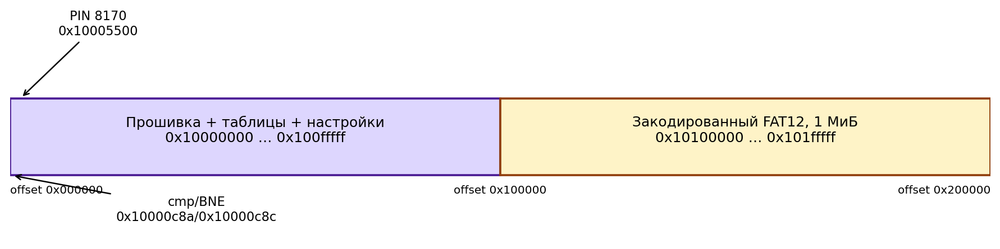 PIN 8170
0x10005500
Прошивка + таблицы + настройки
0x10000000 ... 0x100fffff
Закодированный FAT12, 1 МиБ
0x10100000 ... 0x101fffff
offset 0x000000
offset 0x100000
offset 0x200000
cmp/BNE
0x10000c8a/0x10000c8c